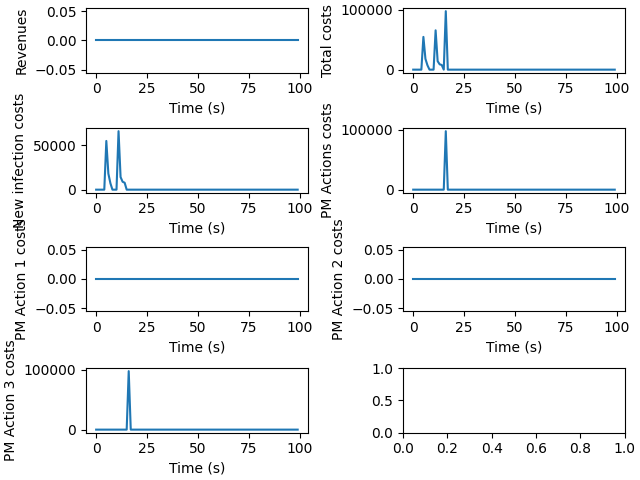 Revenues
0.05
0.00
−0.05
0 25 50 75 100
Time (s)
Total costs
100000
0
0 25 50 75 100
Time (s)
New infection costs
50000
0
0 25 50 75 100
Time (s)
PM Actions costs
100000
0
0 25 50 75 100
Time (s)
PM Action 1 costs
0.05
0.00
−0.05
0 25 50 75 100
Time (s)
PM Action 2 costs
0.05
0.00
−0.05
0 25 50 75 100
Time (s)
PM Action 3 costs
100000
0
0 25 50 75 100
Time (s)
1.0
0.5
0.0
0.0 0.2 0.4 0.6 0.8 1.0